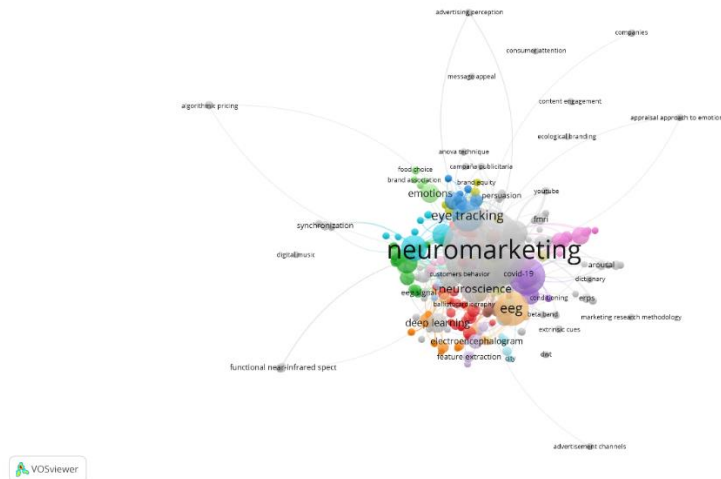 advertising perception
companies
consumer attention
message appeal
content engagement
algorithmic pricing
appraisal approach to emotion
ecological branding
anova technique
food choice
campaña publicitaria
brand association
brand equity
youtube
emotions
persuasion
eye tracking
fmri
synchronization
neuromarketing
digital music
arousal
customers behavior
covid-19
dictionary
neuroscience
eeg signal
conditioning
erps
ballistocardiography
eeg
beta band
marketing research methodology
deep learning
extrinsic cues
electroencephalogram
feature extraction
diy
functional near-infrared spect
advertisement channels
VOSviewer